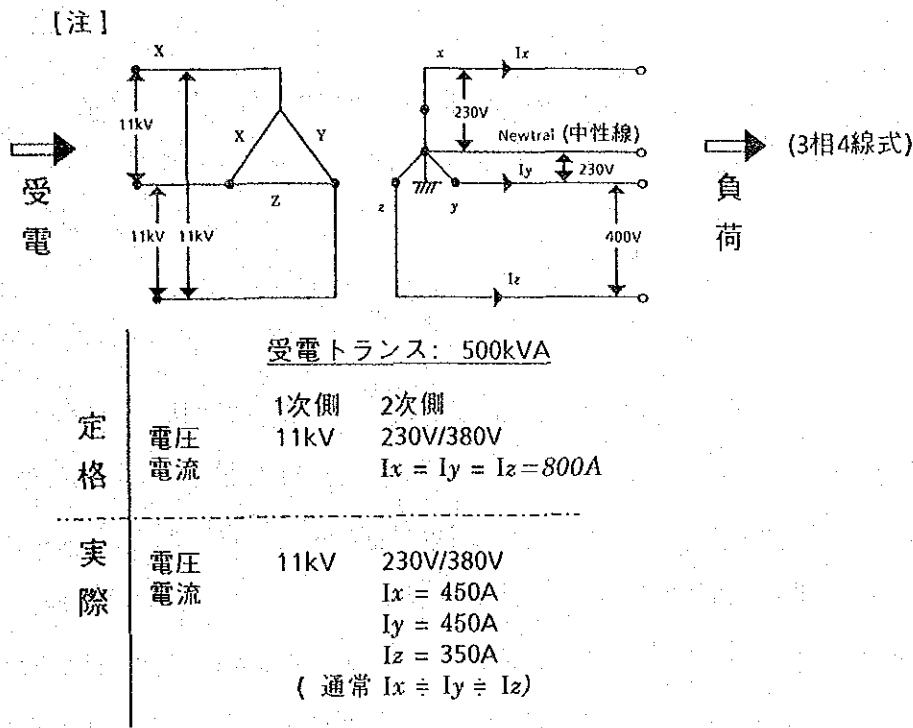 [注]
X
x
Ix
11kV
230V
X
Y
Newtral (中性線)
(3相4線式)
受電
Z
z
y
Iy
230V
負荷
11kV
11kV
400V
Iz
受電トランス: 500kVA
1次側 2次側
定格
電圧 11kV 230V/380V
電流 Ix = Iy = Iz=800A
実際
電圧 11kV 230V/380V
電流 Ix = 450A
Iy = 450A
Iz = 350A
( 通常 Ix ≑ Iy ≑ Iz)